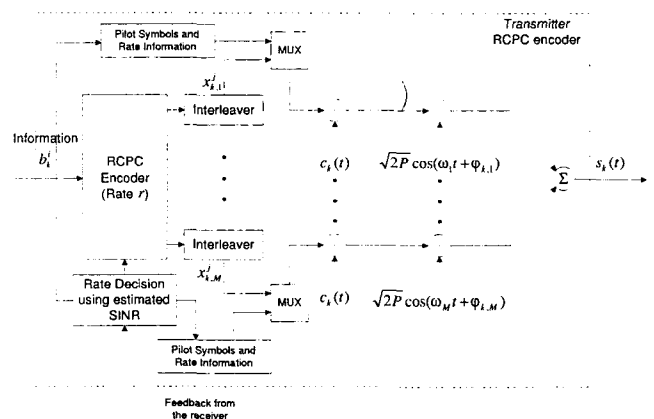 Transmitter
RCPC encoder
Pilot Symbols and
Rate Information
MUX
x^j_{k,1}
Interleaver
Information
b^i_k
RCPC
Encoder
(Rate r)
c_k(t)
√2P cos(ω_1 t + φ_{k,1})
Σ
s_k(t)
Interleaver
x^j_{k,M}
Rate Decision
using estimated
SINR
MUX
c_k(t)
√2P cos(ω_M t + φ_{k,M})
Pilot Symbols and
Rate Information
Feedback from
the receiver